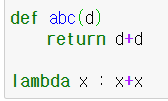 def abc(d)
    return d+d
lambda x : x+x